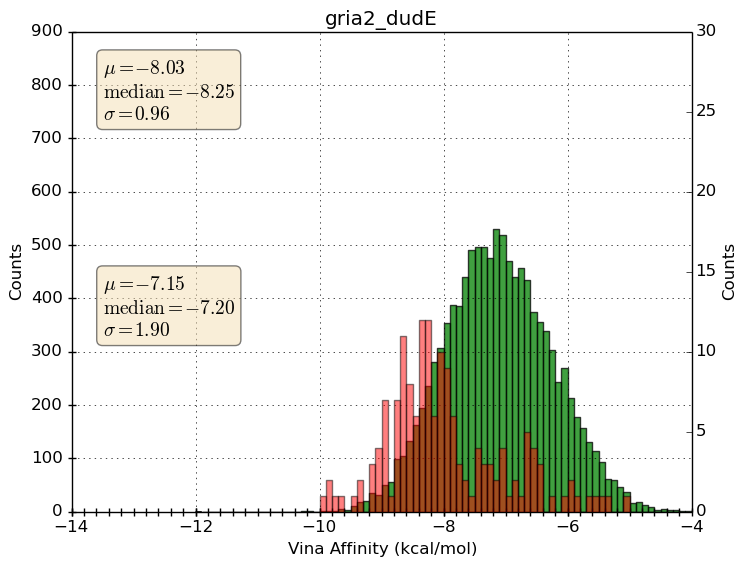 gria2_dudE
900
800
700
600
500
400
300
200
100
0
30
25
20
15
10
5
0
μ=−8.03
median=−8.25
σ=0.96
μ=−7.15
median=−7.20
σ=1.90
Counts
Counts
−14 −12 −10 −8 −6 −4
Vina Affinity (kcal/mol)